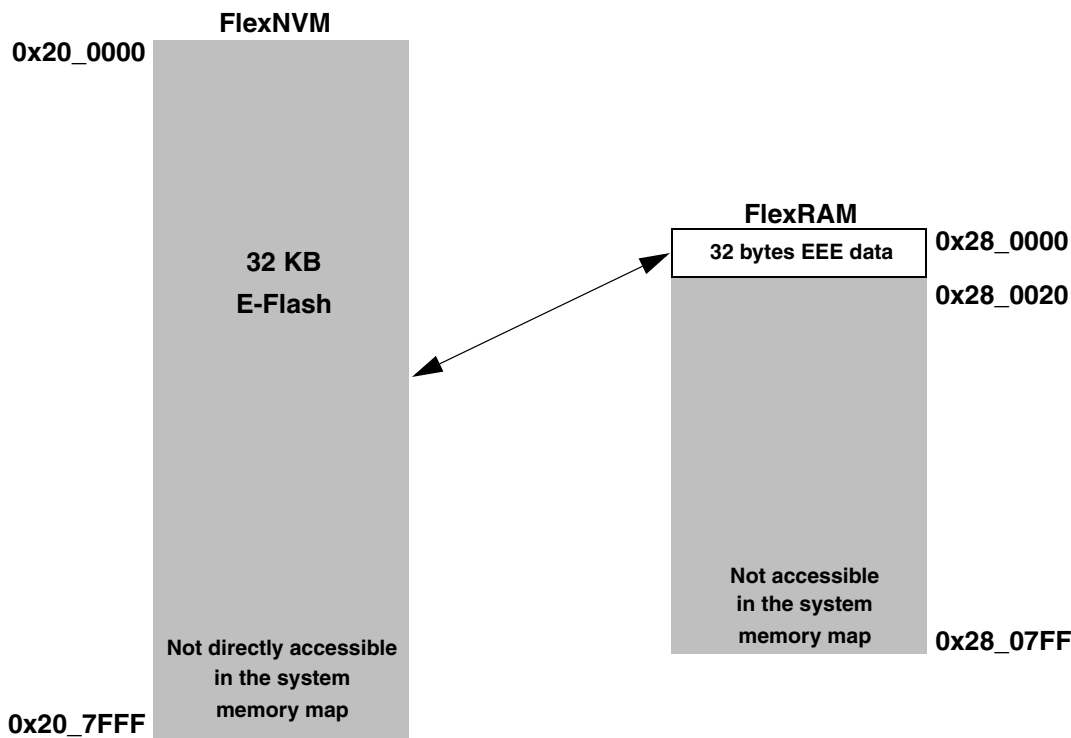 FlexNVM
0x20_0000
32 KB
E-Flash
Not directly accessible
in the system
memory map
0x20_7FFF
FlexRAM
32 bytes EEE data
0x28_0000
0x28_0020
Not accessible
in the system
memory map
0x28_07FF